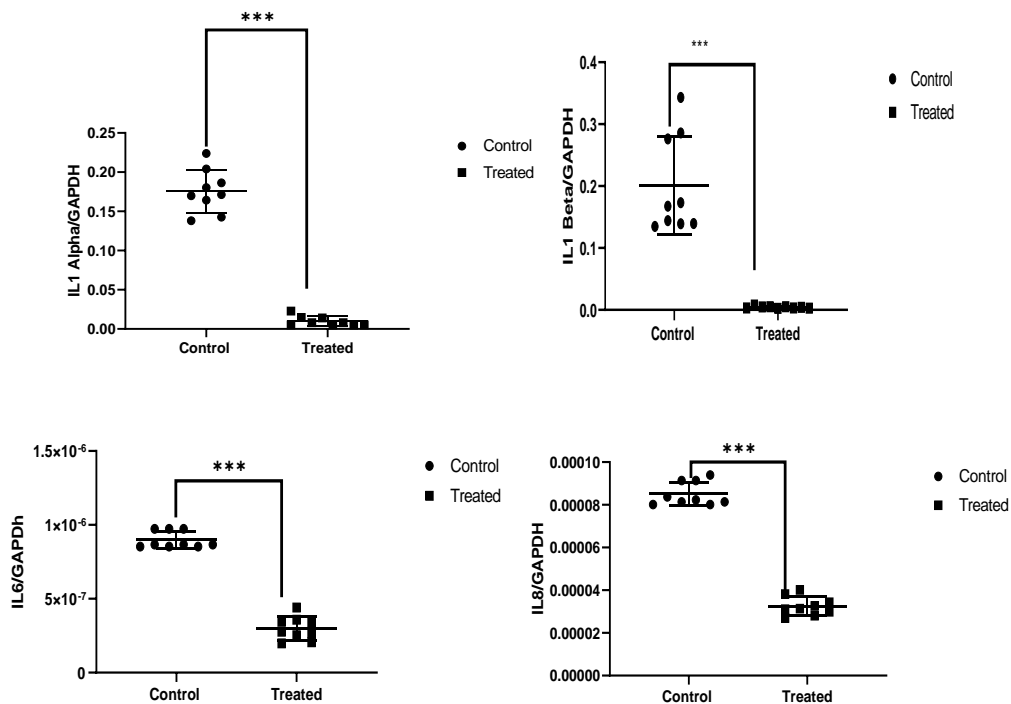 ***
IL1 Alpha/GAPDH
0.25
0.20
0.15
0.10
0.05
0.00
Control
Treated
Control
Treated
***
IL1 Beta/GAPDH
0.4
0.3
0.2
0.1
0.0
Control
Treated
Control
Treated
***
IL6/GAPDh
1.5×10⁻⁶
1×10⁻⁶
5×10⁻⁷
0
Control
Treated
Control
Treated
***
IL8/GAPDH
0.00010
0.00008
0.00006
0.00004
0.00002
0.00000
Control
Treated
Control
Treated